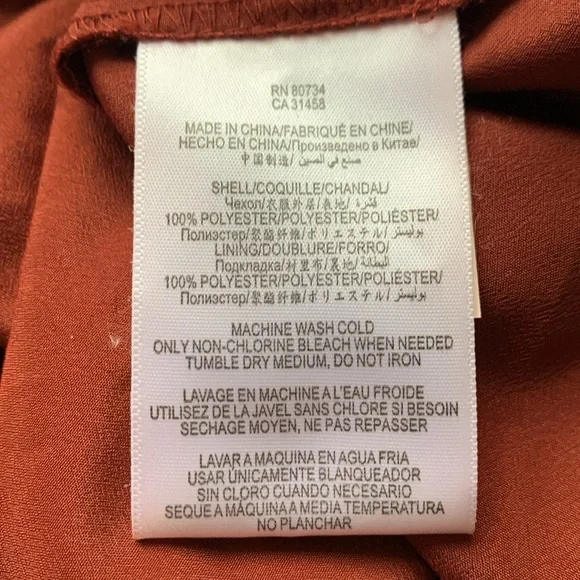 RN 80734
CA 31458
MADE IN CHINA/FABRIQUÉ EN CHINE/
HECHO EN CHINA/Произведено в Китае/
中国制造/ صنع في الصين/
SHELL/COQUILLE/CHANDAL/
Чехол/衣服外层/表地/ قشرة/
100% POLYESTER/POLYESTER/POLIÉSTER/
Полиэстер/聚酯纤维/ポリエステル/ بوليستر/
LINING/DOUBLURE/FORRO/
Подкладка/村里布/裏地/ البطانة/
100% POLYESTER/POLYESTER/POLIÉSTER/
Полиэстер/聚酯纤维/ポリエステル/ بوليستر/
MACHINE WASH COLD
ONLY NON-CHLORINE BLEACH WHEN NEEDED
TUMBLE DRY MEDIUM, DO NOT IRON
LAVAGE EN MACHINE A L'EAU FROIDE
UTILISEZ DE LA JAVEL SANS CHLORE SI BESOIN
SECHAGE MOYEN, NE PAS REPASSER
LAVAR A MAQUINA EN AGUA FRIA
USAR ÚNICAMENTE BLANQUEADOR
SIN CLORO CUANDO NECESARIO
SEQUE A MÁQUINA A MEDIA TEMPERATURA
NO PLANCHAR